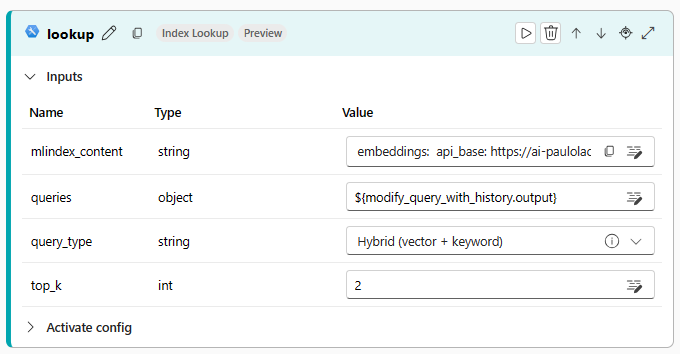 lookup Index Lookup Preview
Inputs
Name Type Value
mlindex_content string embeddings: api_base: https://ai-paulolac
queries object ${modify_query_with_history.output}
query_type string Hybrid (vector + keyword)
top_k int 2
Activate config